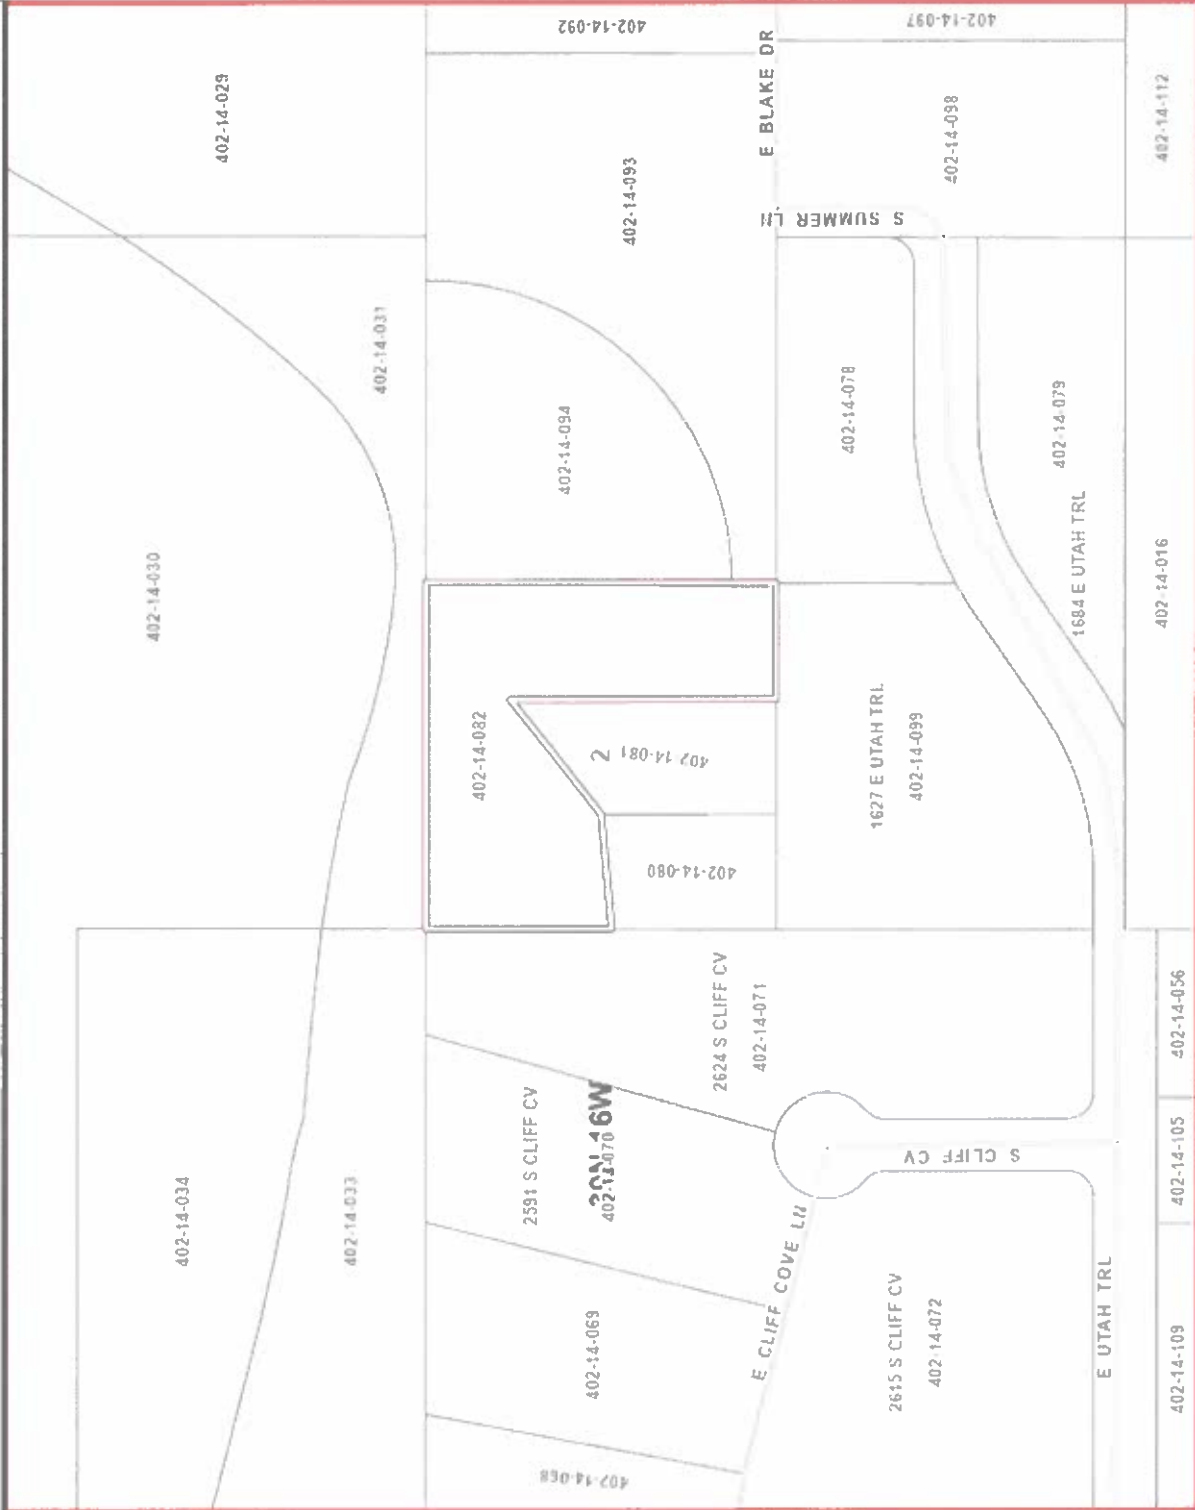 402-14-092
402-14-097
402-14-029
402-14-093
E BLAKE DR
402-14-098
402-14-112
S SUMMER LN
402-14-031
402-14-094
402-14-078
402-14-079
402-14-030
1684 E UTAH TRL
402-14-016
402-14-082
2
402-14-081
1627 E UTAH TRL
402-14-099
402-14-080
2624 S CLIFF CV
402-14-071
402-14-056
2591 S CLIFF CV
20N 16W
402-14-070
S CLIFF CV
402-14-105
402-14-034
402-14-033
E CLIFF COVE LN
402-14-069
2615 S CLIFF CV
402-14-072
E UTAH TRL
402-14-109
402-14-068